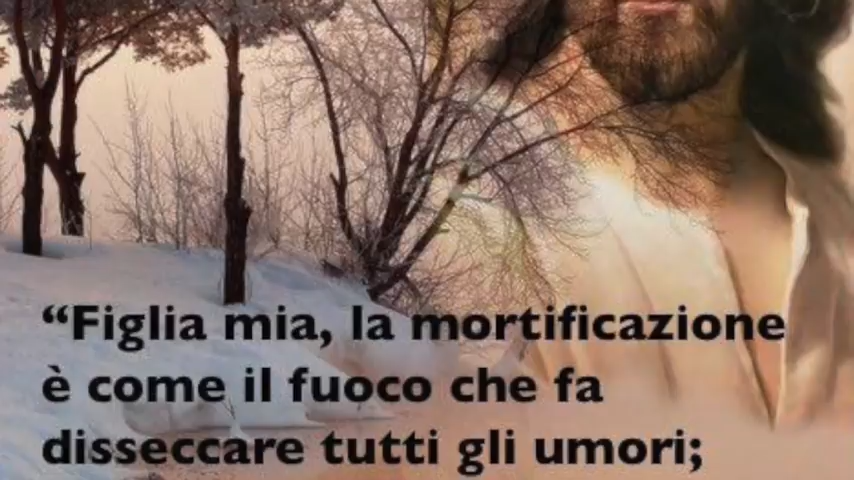 “Figlia mia, la mortificazione
è come il fuoco che fa
disseccare tutti gli umori;